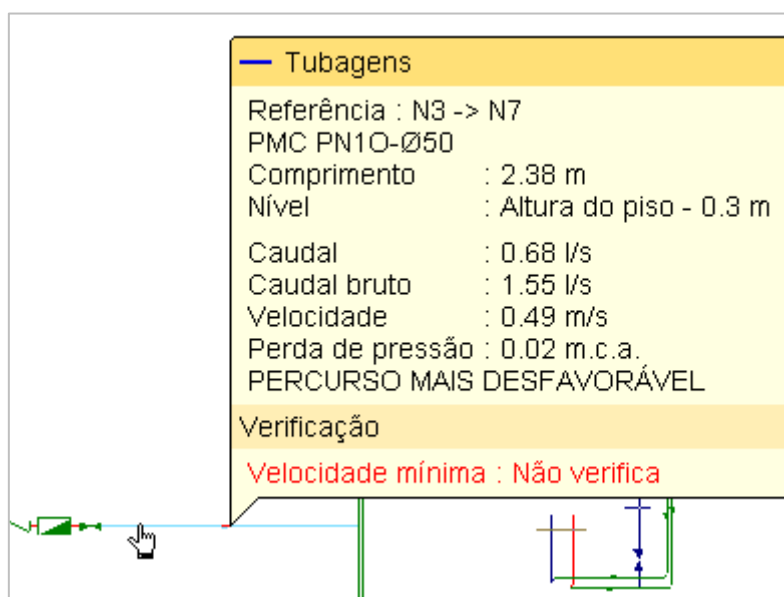 Tubagens
Referência : N3 -> N7
PMC PN1O-Ø50
Comprimento : 2.38 m
Nível : Altura do piso - 0.3 m
Caudal : 0.68 l/s
Caudal bruto : 1.55 l/s
Velocidade : 0.49 m/s
Perda de pressão : 0.02 m.c.a.
PERCURSO MAIS DESFAVORÁVEL
Verificação
Velocidade mínima : Não verifica